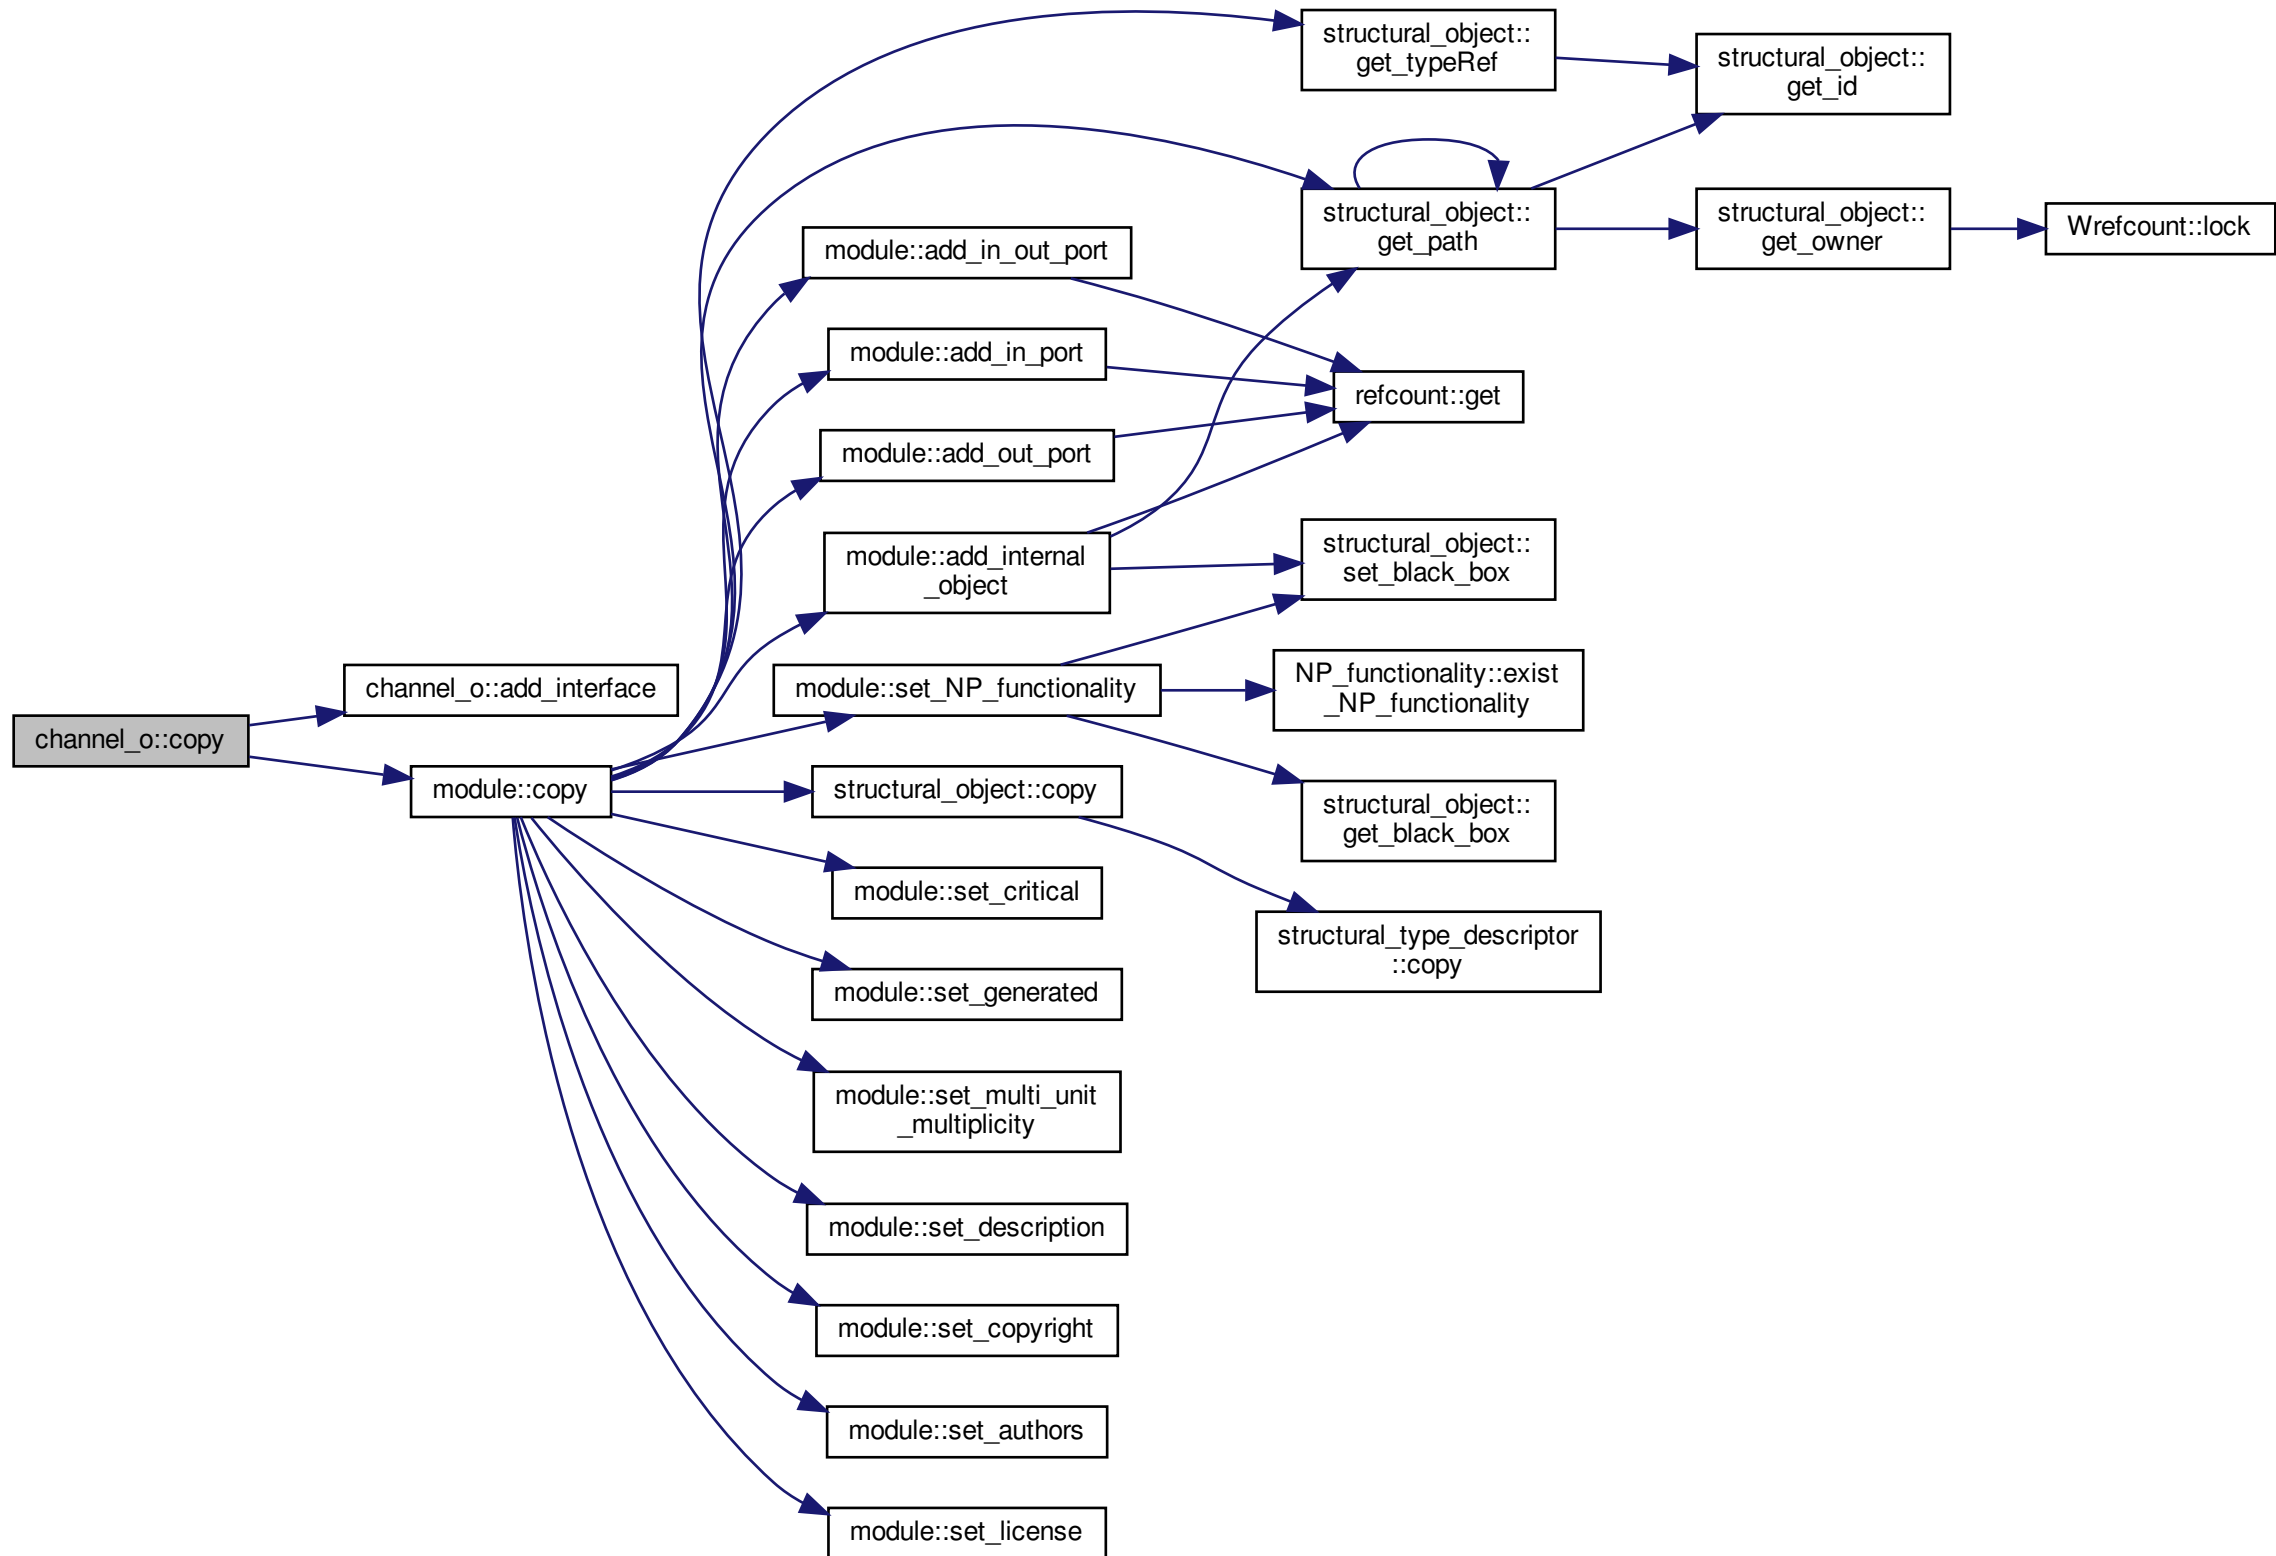 channel_o::copy
channel_o::add_interface
module::copy
module::add_in_out_port
module::add_in_port
module::add_out_port
module::add_internal
_object
module::set_NP_functionality
structural_object::copy
module::set_critical
module::set_generated
module::set_multi_unit
_multiplicity
module::set_description
module::set_copyright
module::set_authors
module::set_license
structural_object::
get_typeRef
structural_object::
get_path
refcount::get
structural_object::
set_black_box
NP_functionality::exist
_NP_functionality
structural_object::
get_black_box
structural_type_descriptor
::copy
structural_object::
get_id
structural_object::
get_owner
Wrefcount::lock